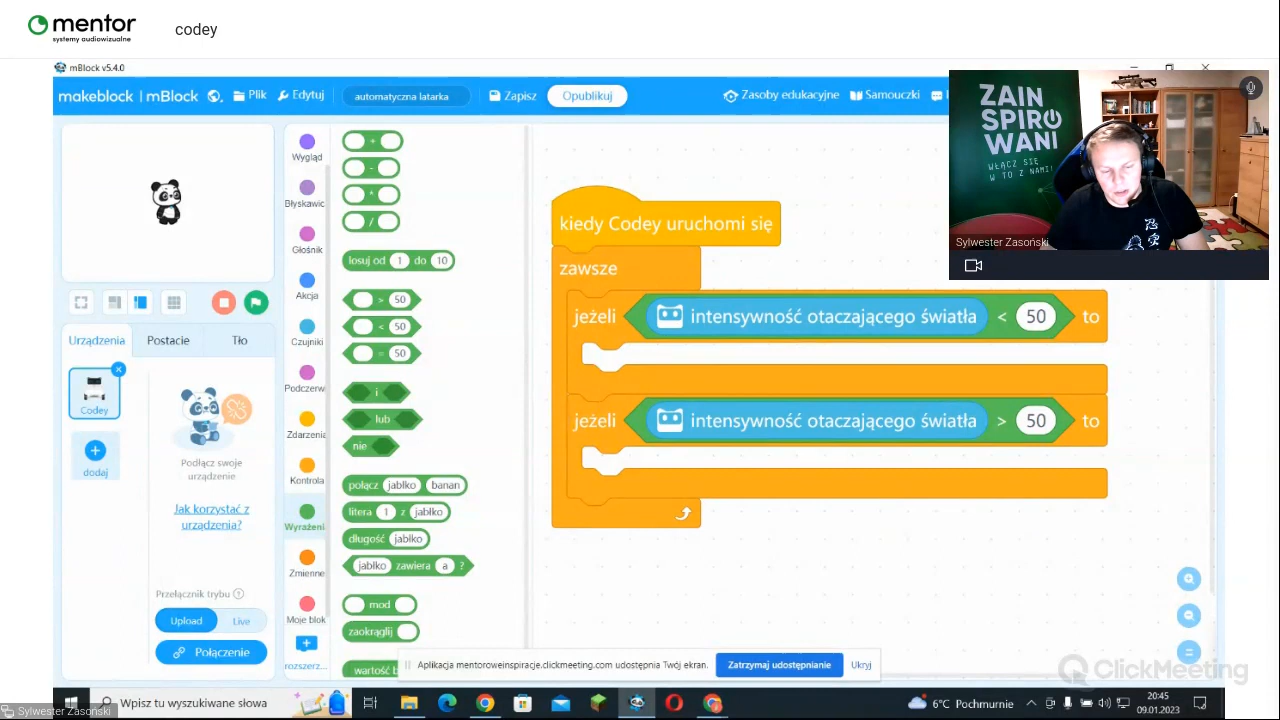 mentor
systemy audiowizualne
codey
mBlock v5.4.0
makeblock | mBlock
Plik
Edytuj
automatyczna latarka
Zapisz
Opublikuj
Zasoby edukacyjne
Samouczki
ZAIN
SPIRO
WANI
WŁĄCZ SIĘ
W TO Z NAMI!
Sylwester Zasoński
Wygląd
Błyskawic
Głośnik
Akcja
Czujniki
Podczerw
Zdarzenia
Kontrola
Wyrażeni
Zmienne
Moje blok
rozszerz...
+
-
*
/
losuj od 1 do 10
> 50
< 50
= 50
i
lub
nie
połącz jabłko banan
litera 1 z jabłko
długość jabłko
jabłko zawiera a ?
mod
zaokrąglij
wartość b
kiedy Codey uruchomi się
zawsze
jeżeli intensywność otaczającego światła < 50 to
jeżeli intensywność otaczającego światła > 50 to
Urządzenia
Postacie
Tło
Codey
dodaj
Podłącz swoje
urządzenie
Jak korzystać z
urządzenia?
Przełącznik trybu
Upload
Live
Połączenie
Aplikacja mentoroweinspiracje.clickmeeting.com udostępnia Twój ekran.
Zatrzymaj udostępnianie
Ukryj
ClickMeeting
Wpisz tu wyszukiwane słowa
6°C Pochmurnie
20:45
09.01.2023
Sylwester Zasoński